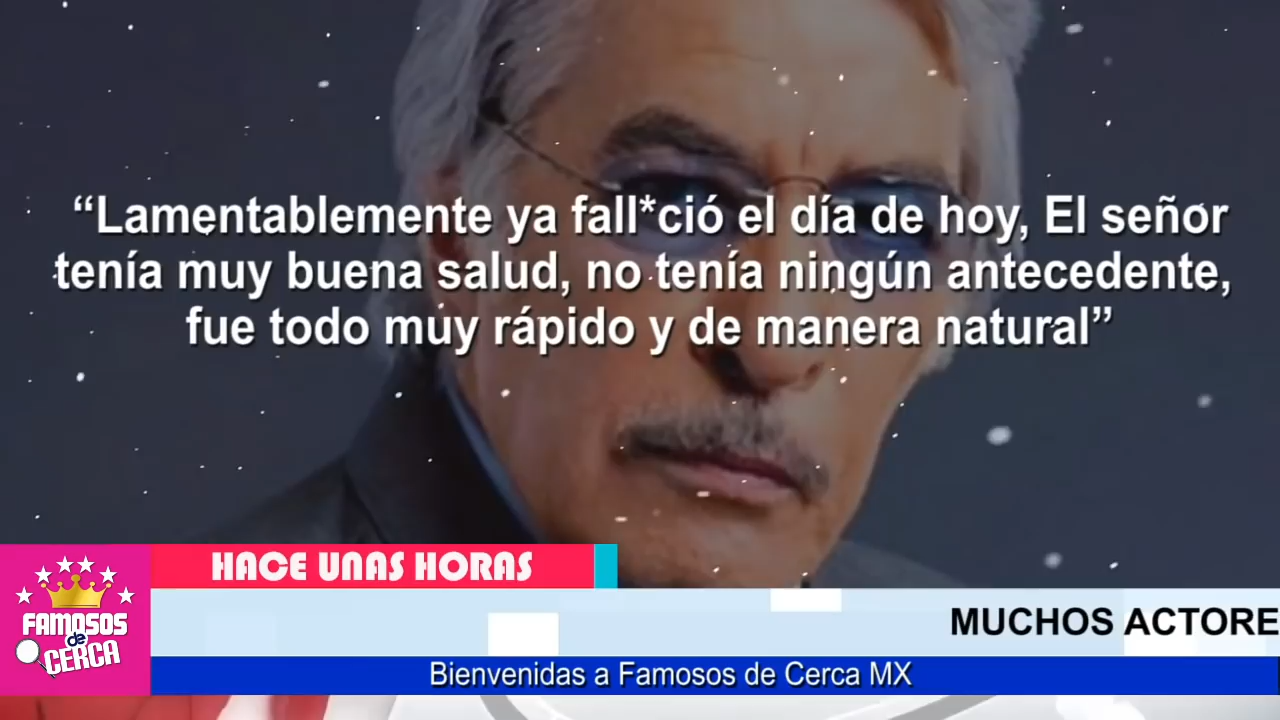 “Lamentablemente ya fall*ció el día de hoy, El señor
tenía muy buena salud, no tenía ningún antecedente,
fue todo muy rápido y de manera natural”
HACE UNAS HORAS
FAMOSOS
de
CERCA
MUCHOS ACTORE
Bienvenidas a Famosos de Cerca MX